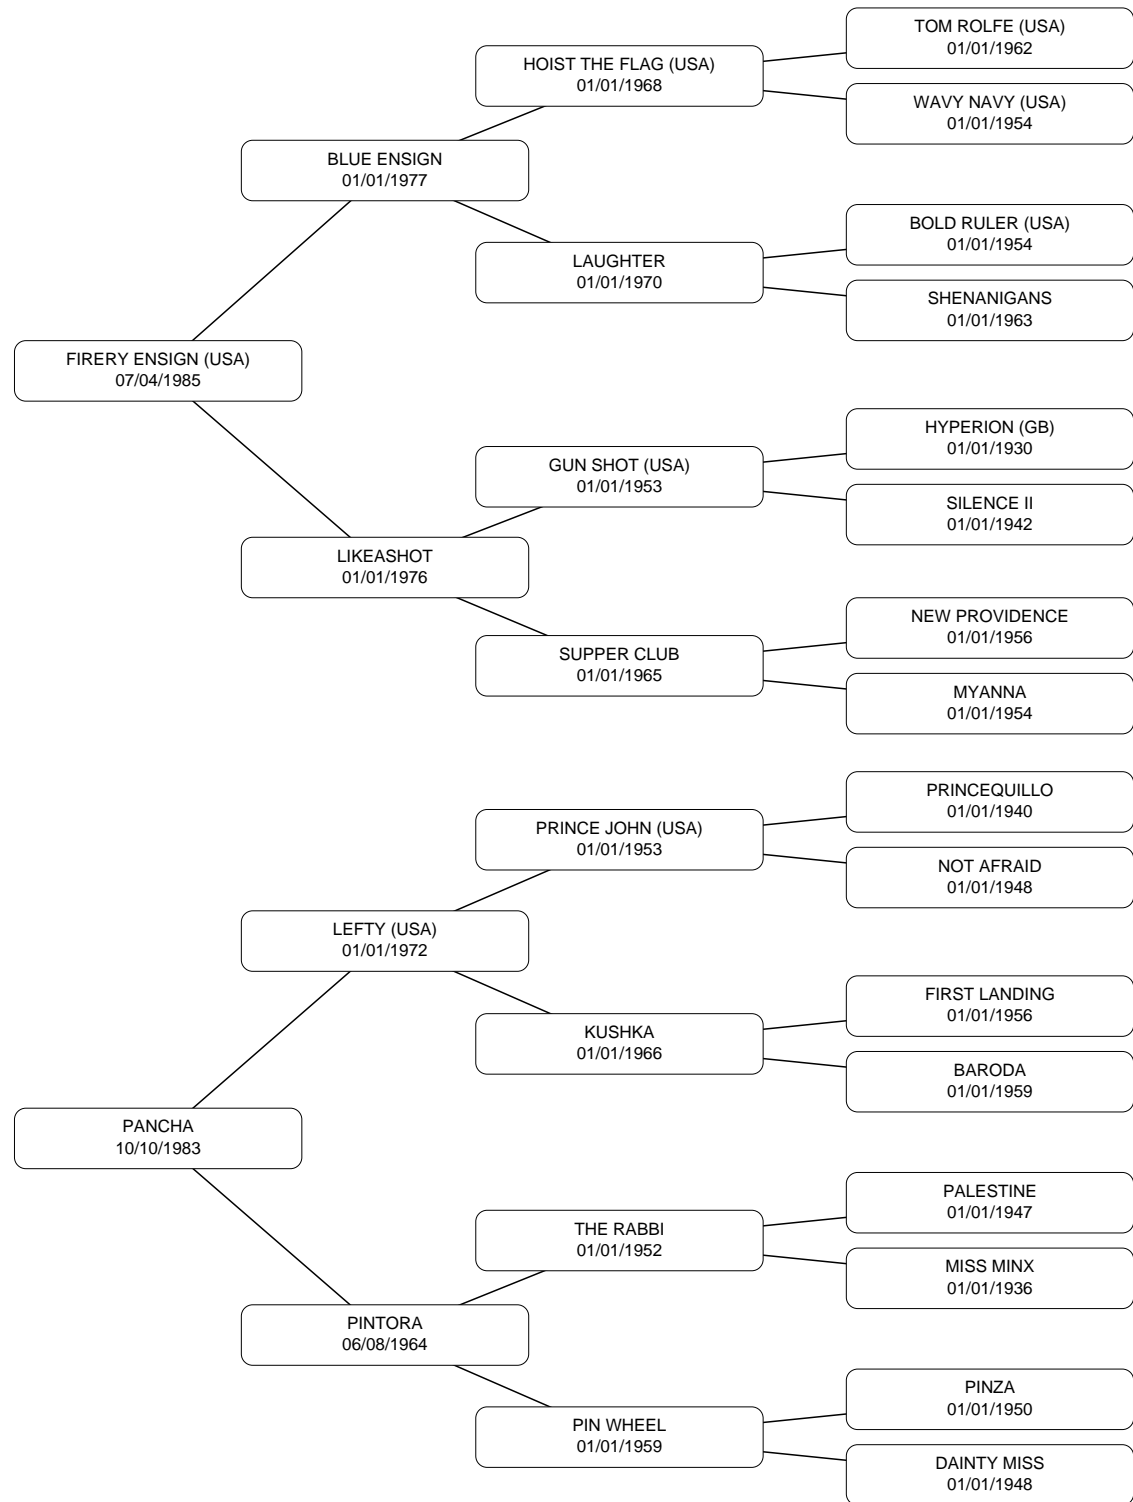 TOM ROLFE (USA)
01/01/1962
HOIST THE FLAG (USA)
01/01/1968
WAVY NAVY (USA)
01/01/1954
BLUE ENSIGN
01/01/1977
BOLD RULER (USA)
01/01/1954
LAUGHTER
01/01/1970
SHENANIGANS
01/01/1963
FIRERY ENSIGN (USA)
07/04/1985
HYPERION (GB)
01/01/1930
GUN SHOT (USA)
01/01/1953
SILENCE II
01/01/1942
LIKEASHOT
01/01/1976
NEW PROVIDENCE
01/01/1956
SUPPER CLUB
01/01/1965
MYANNA
01/01/1954
PRINCEQUILLO
01/01/1940
PRINCE JOHN (USA)
01/01/1953
NOT AFRAID
01/01/1948
LEFTY (USA)
01/01/1972
FIRST LANDING
01/01/1956
KUSHKA
01/01/1966
BARODA
01/01/1959
PANCHA
10/10/1983
PALESTINE
01/01/1947
THE RABBI
01/01/1952
MISS MINX
01/01/1936
PINTORA
06/08/1964
PINZA
01/01/1950
PIN WHEEL
01/01/1959
DAINTY MISS
01/01/1948